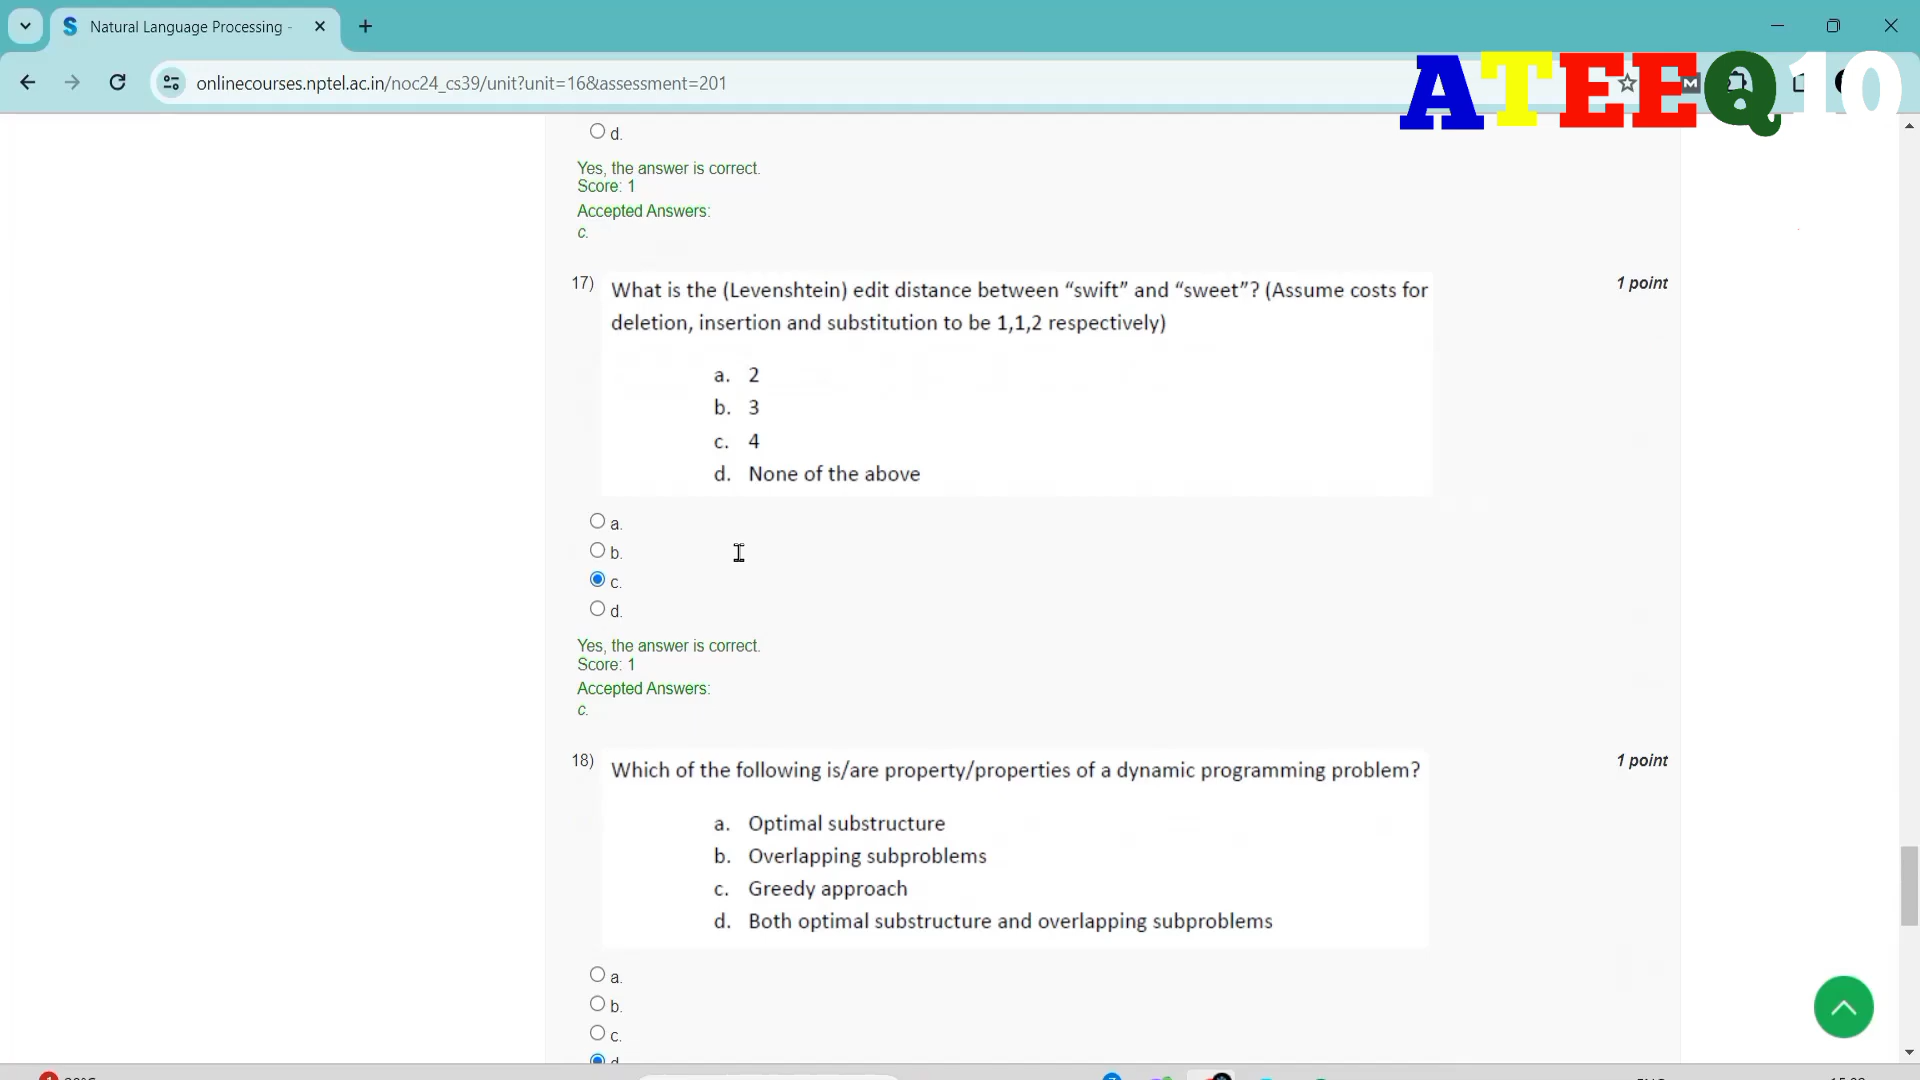 Natural Language Processing -
onlinecourses.nptel.ac.in/noc24_cs39/unit?unit=16&assessment=201
ATEEQ10
d.
Yes, the answer is correct.
Score: 1
Accepted Answers:
c.
17) What is the (Levenshtein) edit distance between “swift” and “sweet”? (Assume costs for 1 point
deletion, insertion and substitution to be 1,1,2 respectively)
a. 2
b. 3
c. 4
d. None of the above
a.
b.
c.
d.
Yes, the answer is correct.
Score: 1
Accepted Answers:
c.
18) Which of the following is/are property/properties of a dynamic programming problem? 1 point
a. Optimal substructure
b. Overlapping subproblems
c. Greedy approach
d. Both optimal substructure and overlapping subproblems
a.
b.
c.
d.